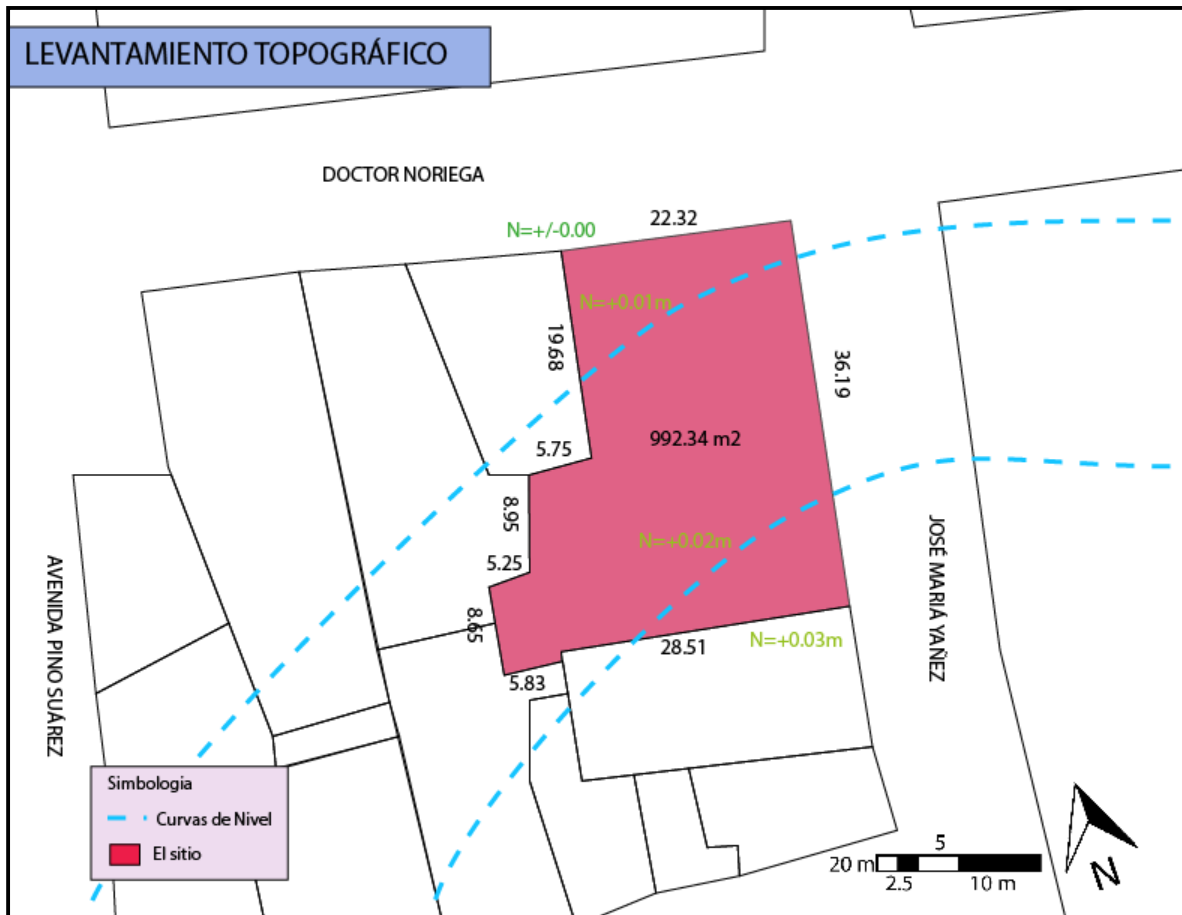 LEVANTAMIENTO TOPOGRÁFICO
DOCTOR NORIEGA
N=+/-0.00
22.32
N=+0.01m
19.68
36.19
5.75
992.34 m2
8.95
N=+0.02m
5.25
8.65
28.51
N=+0.03m
5.83
AVENIDA PINO SUÁREZ
JOSÉ MARIÁ YAÑEZ
Simbologia
Curvas de Nivel
El sitio
5
20 m
2.5
10 m
N